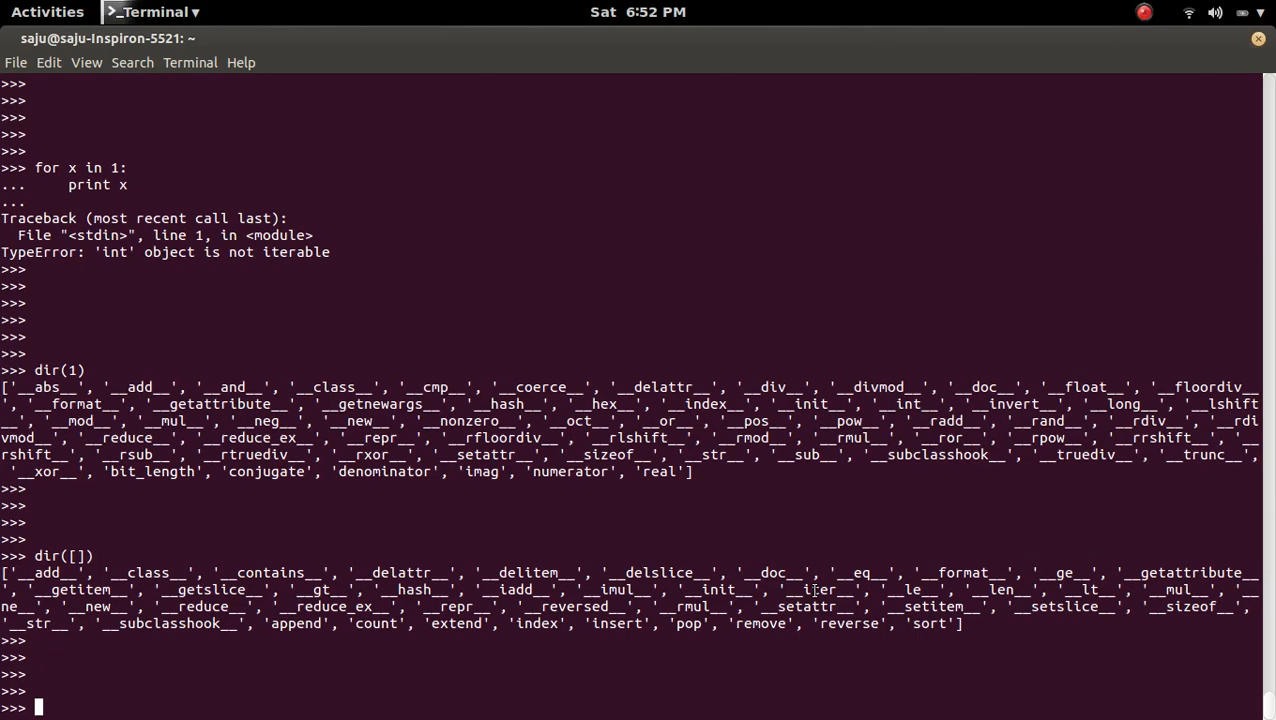 Activities
Terminal ▾
Sat 6:52 PM
saju@saju-Inspiron-5521: ~
File Edit View Search Terminal Help
>>>
>>>
>>>
>>>
>>>
>>> for x in 1:
...     print x
...
Traceback (most recent call last):
  File "<stdin>", line 1, in <module>
TypeError: 'int' object is not iterable
>>>
>>>
>>>
>>>
>>>
>>>
>>> dir(1)
['__abs__', '__add__', '__and__', '__class__', '__cmp__', '__coerce__', '__delattr__', '__div__', '__divmod__', '__doc__', '__float__', '__floordiv__
', '__format__', '__getattribute__', '__getnewargs__', '__hash__', '__hex__', '__index__', '__init__', '__int__', '__invert__', '__long__', '__lshift
__', '__mod__', '__mul__', '__neg__', '__new__', '__nonzero__', '__oct__', '__or__', '__pos__', '__pow__', '__radd__', '__rand__', '__rdiv__', '__rdi
vmod__', '__reduce__', '__reduce_ex__', '__repr__', '__rfloordiv__', '__rlshift__', '__rmod__', '__rmul__', '__ror__', '__rpow__', '__rrshift__', '__
rshift__', '__rsub__', '__rtruediv__', '__rxor__', '__setattr__', '__sizeof__', '__str__', '__sub__', '__subclasshook__', '__truediv__', '__trunc__',
 '__xor__', 'bit_length', 'conjugate', 'denominator', 'imag', 'numerator', 'real']
>>>
>>>
>>>
>>>
>>> dir([])
['__add__', '__class__', '__contains__', '__delattr__', '__delitem__', '__delslice__', '__doc__', '__eq__', '__format__', '__ge__', '__getattribute__
', '__getitem__', '__getslice__', '__gt__', '__hash__', '__iadd__', '__imul__', '__init__', '__iter__', '__le__', '__len__', '__lt__', '__mul__', '__
ne__', '__new__', '__reduce__', '__reduce_ex__', '__repr__', '__reversed__', '__rmul__', '__setattr__', '__setitem__', '__setslice__', '__sizeof__',
'__str__', '__subclasshook__', 'append', 'count', 'extend', 'index', 'insert', 'pop', 'remove', 'reverse', 'sort']
>>>
>>>
>>>
>>>
>>>